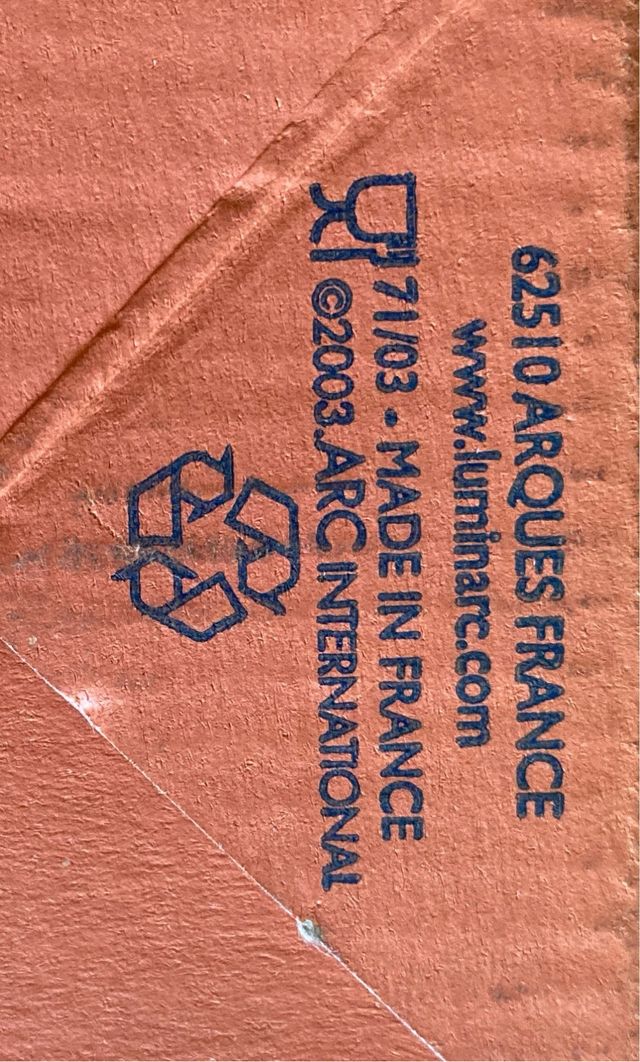 62510 ARQUES FRANCE
www.luminarc.com
71/03 - MADE IN FRANCE
©2003.ARC INTERNATIONAL